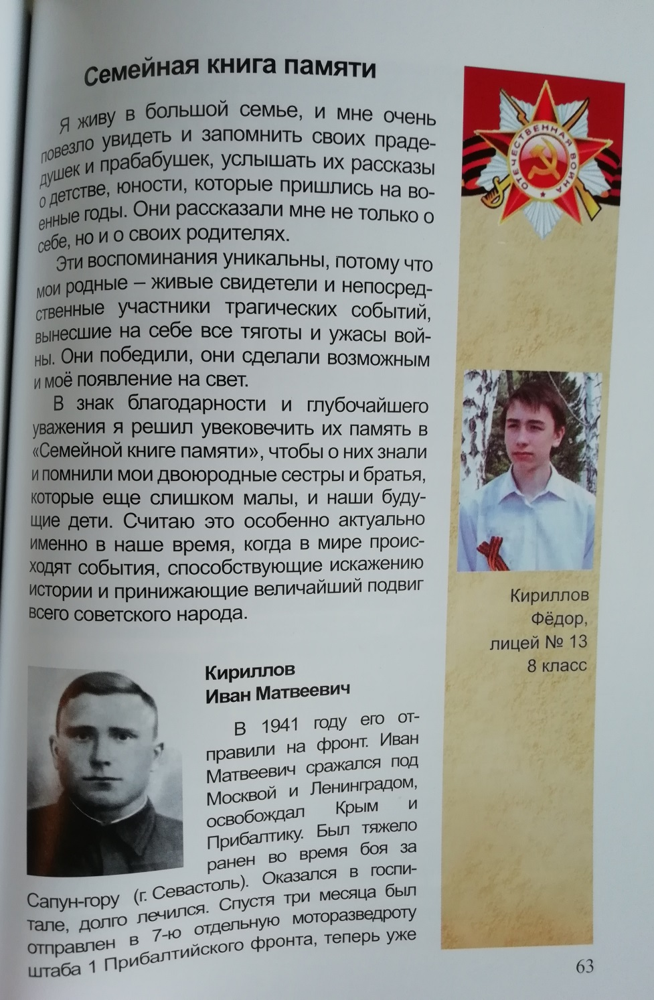 Семейная книга памяти
Я живу в большой семье, и мне очень
повезло увидеть и запомнить своих праде-
душек и прабабушек, услышать их рассказы
о детстве, юности, которые пришлись на во-
енные годы. Они рассказали мне не только о
себе, но и о своих родителях.
Эти воспоминания уникальны, потому что
мои родные – живые свидетели и непосред-
ственные участники трагических событий,
вынесшие на себе все тяготы и ужасы вой-
ны. Они победили, они сделали возможным
и моё появление на свет.
В знак благодарности и глубочайшего
уважения я решил увековечить их память в
«Семейной книге памяти», чтобы о них знали
и помнили мои двоюродные сестры и братья,
которые еще слишком малы, и наши буду-
щие дети. Считаю это особенно актуально
именно в наше время, когда в мире проис-
ходят события, способствующие искажению
истории и принижающие величайший подвиг
всего советского народа.
Кириллов
Иван Матвеевич
В 1941 году его от-
правили на фронт. Иван
Матвеевич сражался под
Москвой и Ленинградом,
освобождал Крым и
Прибалтику. Был тяжело
ранен во время боя за
Сапун-гору (г. Севастоль). Оказался в госпи-
тале, долго лечился. Спустя три месяца был
отправлен в 7-ю отдельную моторазведроту
штаба 1 Прибалтийского фронта, теперь уже
ОТЕЧЕСТВЕННАЯ ВОЙНА
Кириллов
Фёдор,
лицей № 13
8 класс
63